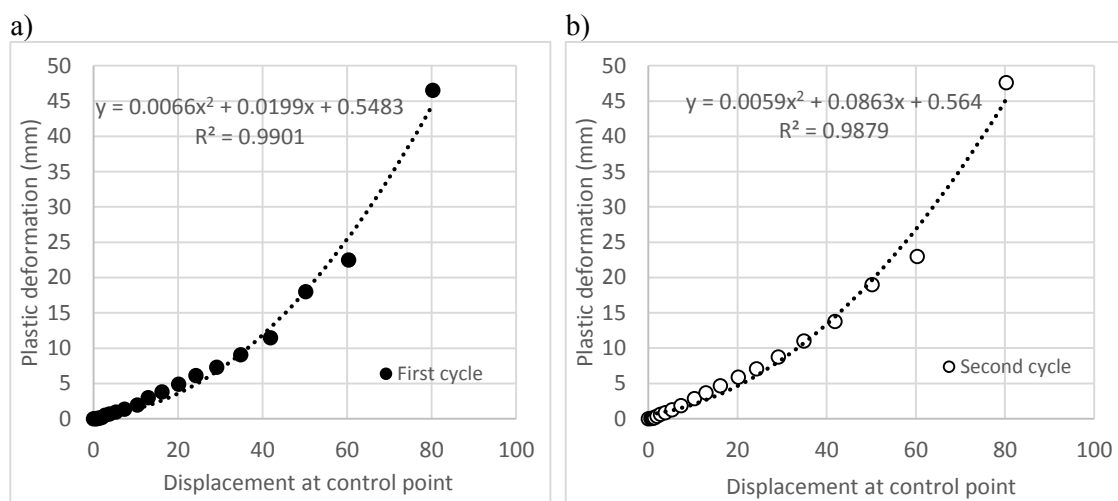 a)
50
45
40
35
30
25
20
15
10
5
0
0 20 40 60 80 100
Plastic deformation (mm)
Displacement at control point
y = 0.0066x² + 0.0199x + 0.5483
R² = 0.9901
First cycle
b)
50
45
40
35
30
25
20
15
10
5
0
0 20 40 60 80 100
Plastic deformation (mm)
Displacement at control point
y = 0.0059x² + 0.0863x + 0.564
R² = 0.9879
Second cycle